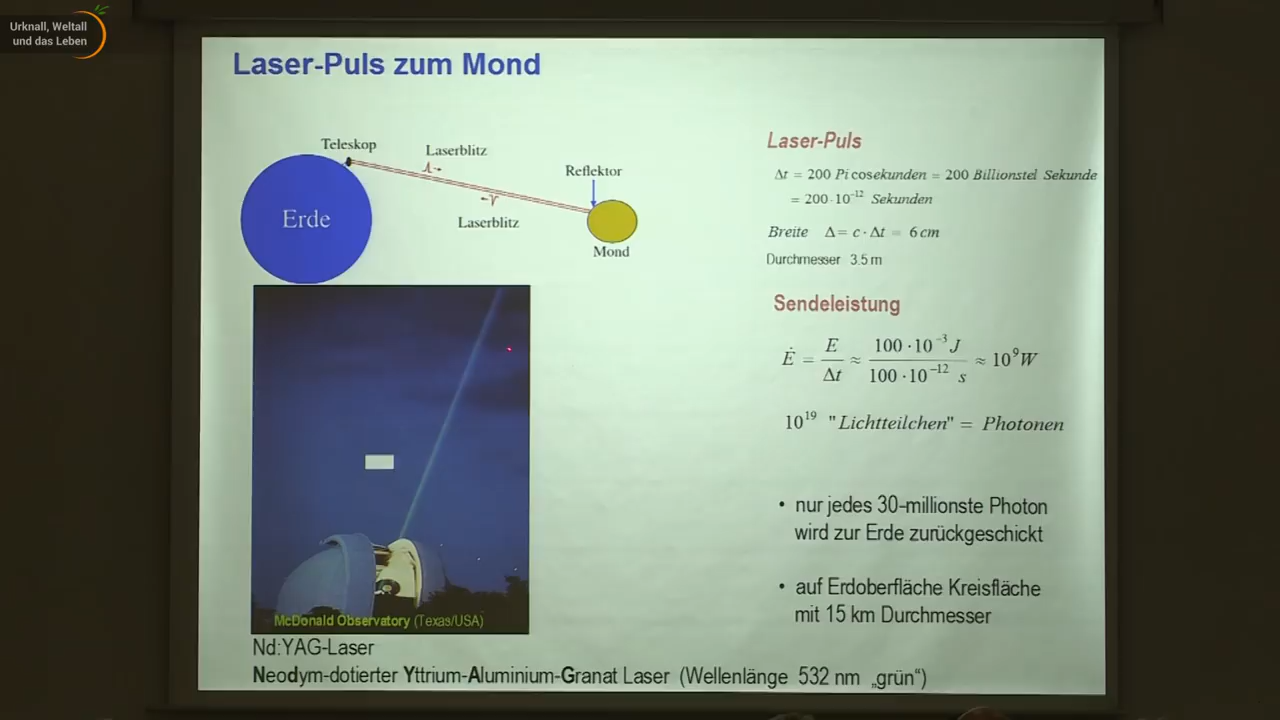 Urknall, Weltall
und das Leben
Laser-Puls zum Mond
Teleskop
Laserblitz
Reflektor
Erde
Laserblitz
Mond
McDonald Observatory (Texas/USA)
Nd:YAG-Laser
Neodym-dotierter Yttrium-Aluminium-Granat Laser (Wellenlänge 532 nm „grün“)
Laser-Puls
Δt = 200 Picosekunden = 200 Billionstel Sekunde
= 200·10⁻¹² Sekunden
Breite Δ = c · Δt = 6 cm
Durchmesser 3.5 m
Sendeleistung
Ė = E/Δt ≈ 100·10⁻³ J / 100·10⁻¹² s ≈ 10⁹ W
10¹⁹ "Lichtteilchen" = Photonen
• nur jedes 30-millionste Photon
wird zur Erde zurückgeschickt
• auf Erdoberfläche Kreisfläche
mit 15 km Durchmesser